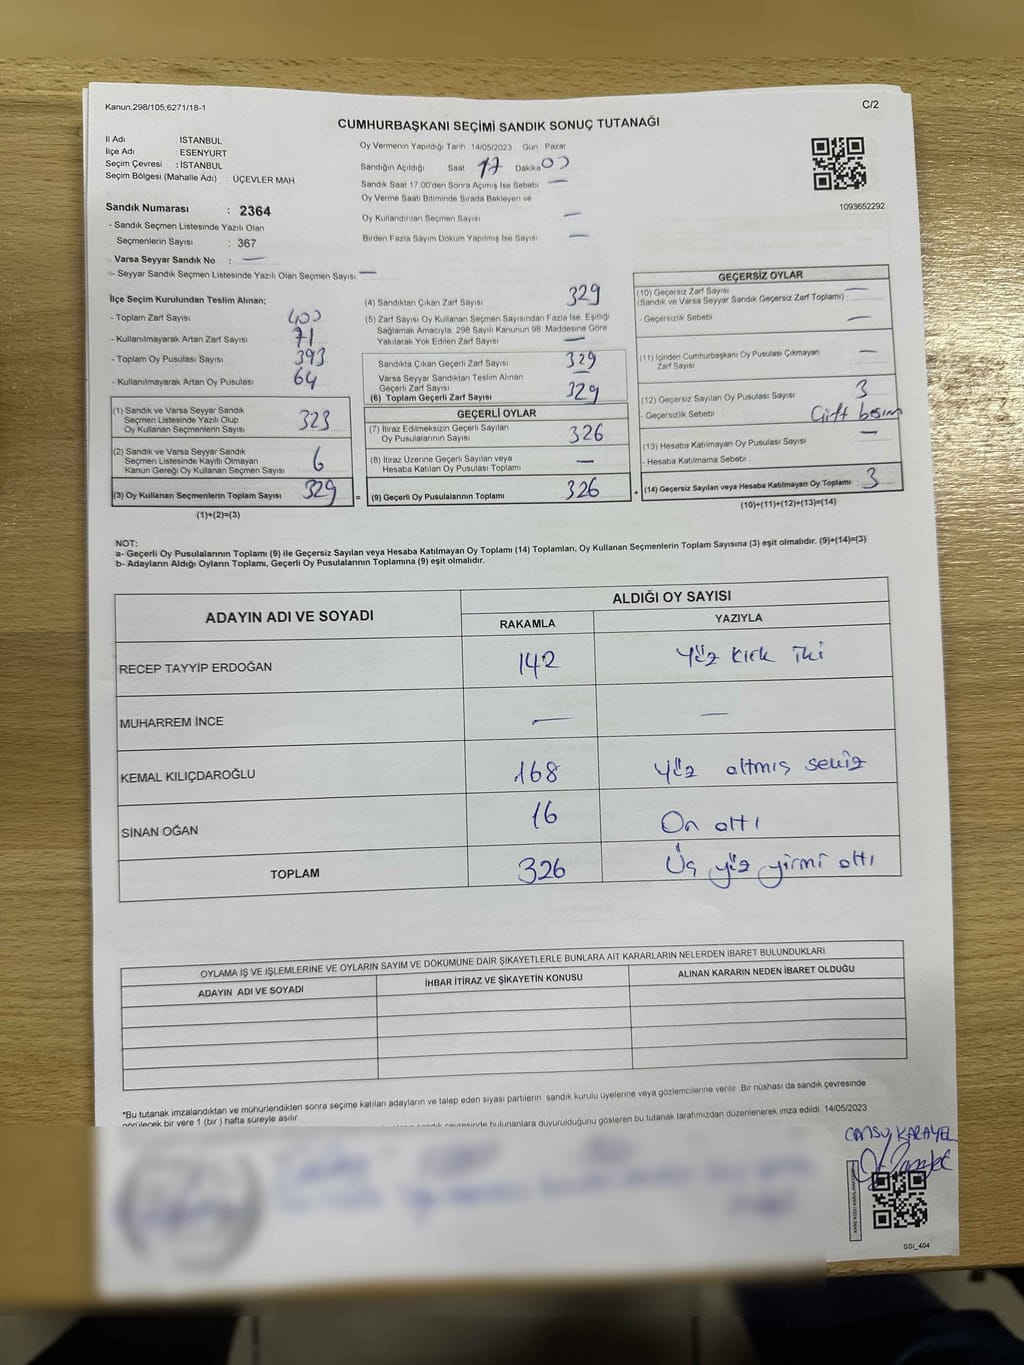 Kanun;298/105;6271/18-1
C/2
CUMHURBAŞKANI SEÇİMİ SANDIK SONUÇ TUTANAĞI
İl Adı : İSTANBUL
İlçe Adı : ESENYURT
Seçim Çevresi : İSTANBUL
Seçim Bölgesi (Mahalle Adı) : ÜÇEVLER MAH
Sandık Numarası : 2364
- Sandık Seçmen Listesinde Yazılı Olan
Seçmenlerin Sayısı : 367
Varsa Seyyar Sandık No : —
- Seyyar Sandık Seçmen Listesinde Yazılı Olan Seçmen Sayısı —
Oy Vermenin Yapıldığı Tarih 14/05/2023 Gün Pazar
Sandığın Açıldığı Saat 17 Dakika 00
Sandık Saat 17:00'den Sonra Açımış İse Sebebi —
Oy Verme Saati Bitiminde Sırada Bekleyen ve
Oy Kullandırılan Seçmen Sayısı —
Birden Fazla Sayım Döküm Yapılmış İse Sayısı —
1093652292
İlçe Seçim Kurulundan Teslim Alınan;
- Toplam Zarf Sayısı 400
- Kullanılmayarak Artan Zarf Sayısı 71
- Toplam Oy Pusulası Sayısı 393
- Kullanılmayarak Artan Oy Pusulası 64
(1) Sandık ve Varsa Seyyar Sandık
Seçmen Listesinde Yazılı Olup
Oy Kullanan Seçmenlerin Sayısı 323
(2) Sandık ve Varsa Seyyar Sandık
Seçmen Listesinde Kayıtlı Olmayan
Kanun Gereği Oy Kullanan Seçmen Sayısı 6
(3) Oy Kullanan Seçmenlerin Toplam Sayısı 329
(1)+(2)=(3)
(4) Sandıktan Çıkan Zarf Sayısı 329
(5) Zarf Sayısı Oy Kullanan Seçmen Sayısından Fazla İse, Eşitliği
Sağlamak Amacıyla, 298 Sayılı Kanunun 98. Maddesine Göre
Yakılarak Yok Edilen Zarf Sayısı —
Sandıkta Çıkan Geçerli Zarf Sayısı 329
Varsa Seyyar Sandıktan Teslim Alınan
Geçerli Zarf Sayısı —
(6) Toplam Geçerli Zarf Sayısı 329
GEÇERLİ OYLAR
(7) İtiraz Edilmeksizin Geçerli Sayılan
Oy Pusulalarının Sayısı 326
(8) İtiraz Üzerine Geçerli Sayılan veya
Hesaba Katılan Oy Pusulası Toplamı —
= (9) Geçerli Oy Pusulalarının Toplamı 326
GEÇERSİZ OYLAR
(10) Geçersiz Zarf Sayısı —
(Sandık ve Varsa Seyyar Sandık Geçersiz Zarf Toplamı)
- Geçersizlik Sebebi —
(11) İçinden Cumhurbaşkanı Oy Pusulası Çıkmayan
Zarf Sayısı —
(12) Geçersiz Sayılan Oy Pusulası Sayısı 3
- Geçersizlik Sebebi Çift basım
(13) Hesaba Katılmayan Oy Pusulası Sayısı —
- Hesaba Katılmama Sebebi
+ (14) Geçersiz Sayılan veya Hesaba Katılmayan Oy Toplamı : 3
(10)+(11)+(12)+(13)=(14)
NOT:
a- Geçerli Oy Pusulalarının Toplamı (9) ile Geçersiz Sayılan veya Hesaba Katılmayan Oy Toplamı (14) Toplamları, Oy Kullanan Seçmenlerin Toplam Sayısına (3) eşit olmalıdır. (9)+(14)=(3)
b- Adayların Aldığı Oyların Toplamı, Geçerli Oy Pusulalarının Toplamına (9) eşit olmalıdır.
ADAYIN ADI VE SOYADI
ALDIĞI OY SAYISI
RAKAMLA YAZIYLA
RECEP TAYYİP ERDOĞAN 142 Yüz kırk iki
MUHARREM İNCE — —
KEMAL KILIÇDAROĞLU 168 Yüz altmış sekiz
SİNAN OĞAN 16 On altı
TOPLAM 326 Üç yüz yirmi altı
OYLAMA İŞ VE İŞLEMLERİNE VE OYLARIN SAYIM VE DÖKÜMÜNE DAİR ŞİKAYETLERLE BUNLARA AİT KARARLARIN NELERDEN İBARET BULUNDUKLARI
ADAYIN ADI VE SOYADI İHBAR İTİRAZ VE ŞİKAYETİN KONUSU ALINAN KARARIN NEDEN İBARET OLDUĞU
*Bu tutanak imzalandıktan ve mühürlendikten sonra seçime katılan adayların ve talep eden siyasi partilerin sandık kurulu üyelerine veya gözlemcilerine verilir. Bir nüshası da sandık çevresinde
görülecek bir yere 1 (bir) hafta süreyle asılır.
bulunanlara duyurulduğunu gösteren bu tutanak tarafımızdan düzenlenerek imza edildi. 14/05/2023
CANSU KARAYEL
SSI_404